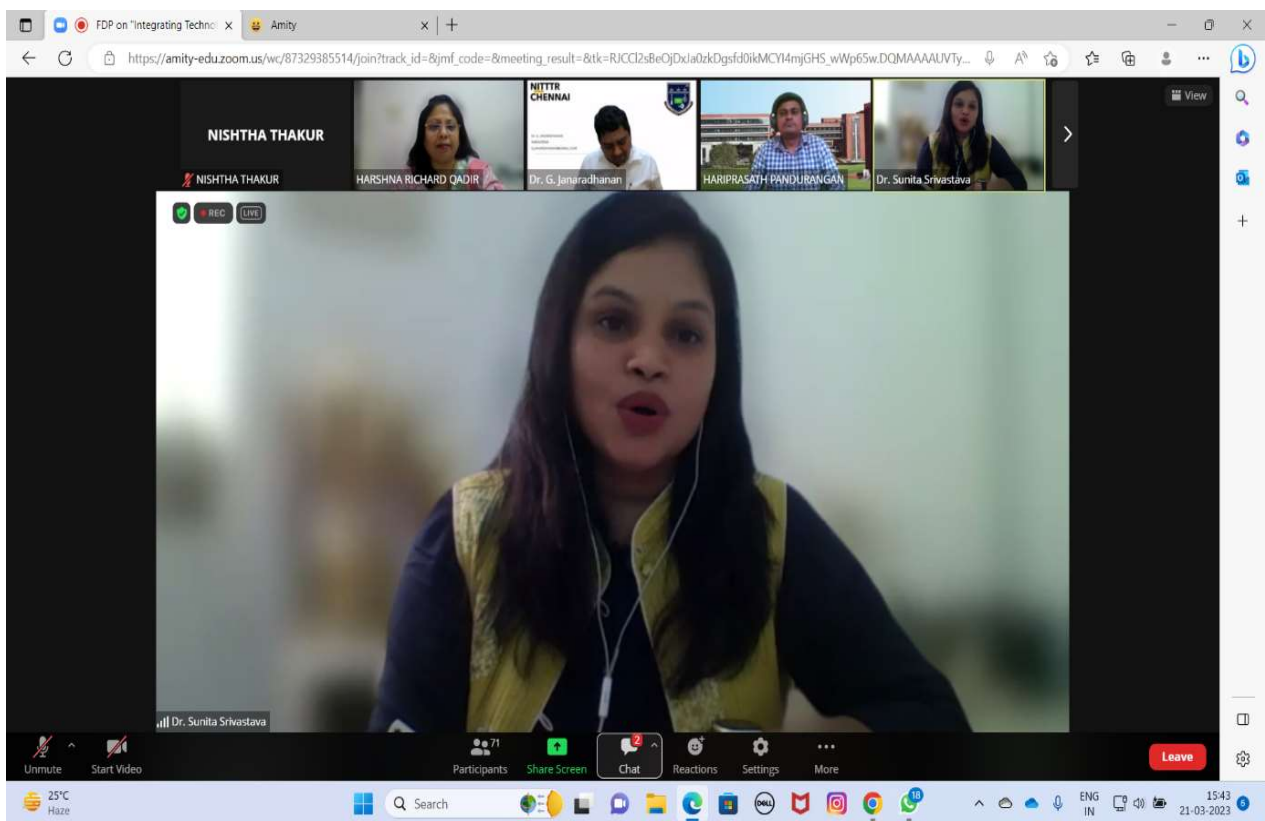 FDP on "Integrating Techno
Amity
https://amity-edu.zoom.us/wc/87329385514/join?track_id=&jmf_code=&meeting_result=&tk=RJCCl2sBeOjDxJa0zkDgsfd0ikMCYI4mjGHS_wWp65w.DQMAAAAUVTy...
NISHTHA THAKUR
NISHTHA THAKUR
HARSHNA RICHARD QADIR
NITTTR
CHENNAI
Dr. G. Janaradhanan
HARIPRASATH PANDURANGAN
Dr. Sunita Srivastava
View
REC
LIVE
Dr. Sunita Srivastava
Unmute
Start Video
71
Participants
Share Screen
2
Chat
Reactions
Settings
More
Leave
25°C
Haze
Search
DELL
18
ENG
IN
15:43
21-03-2023
6